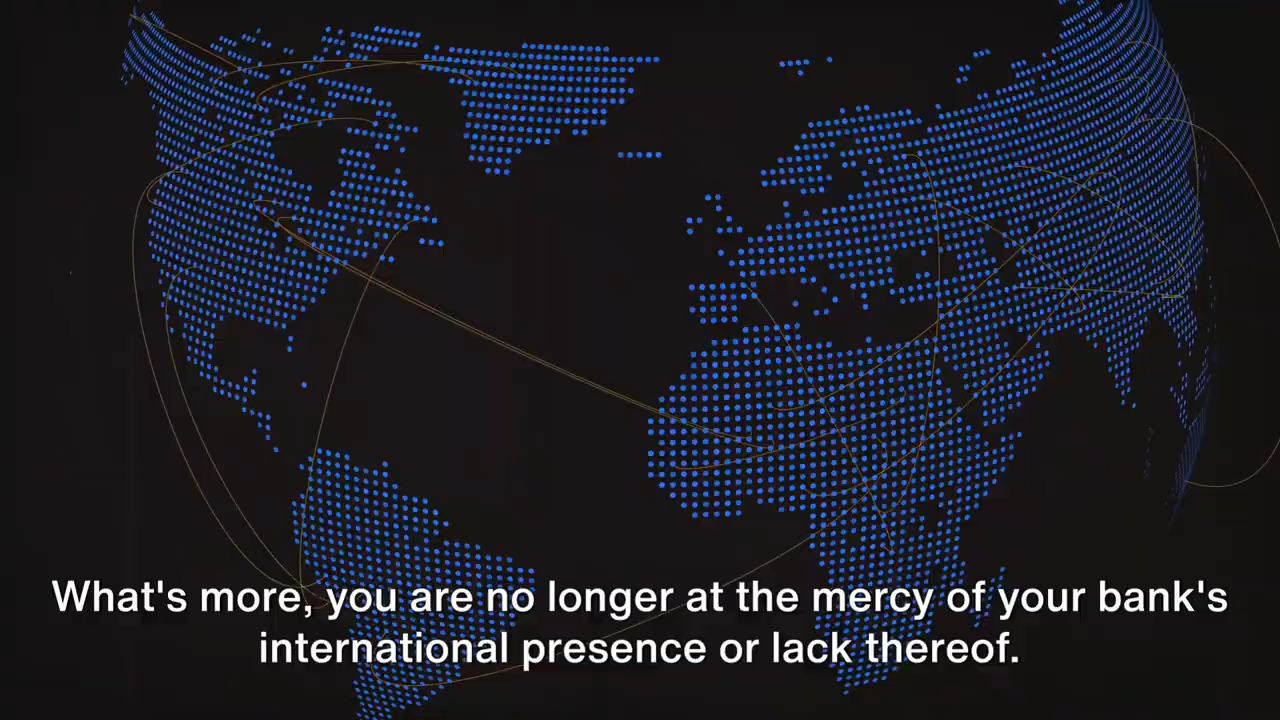 What's more, you are no longer at the mercy of your bank's
international presence or lack thereof.